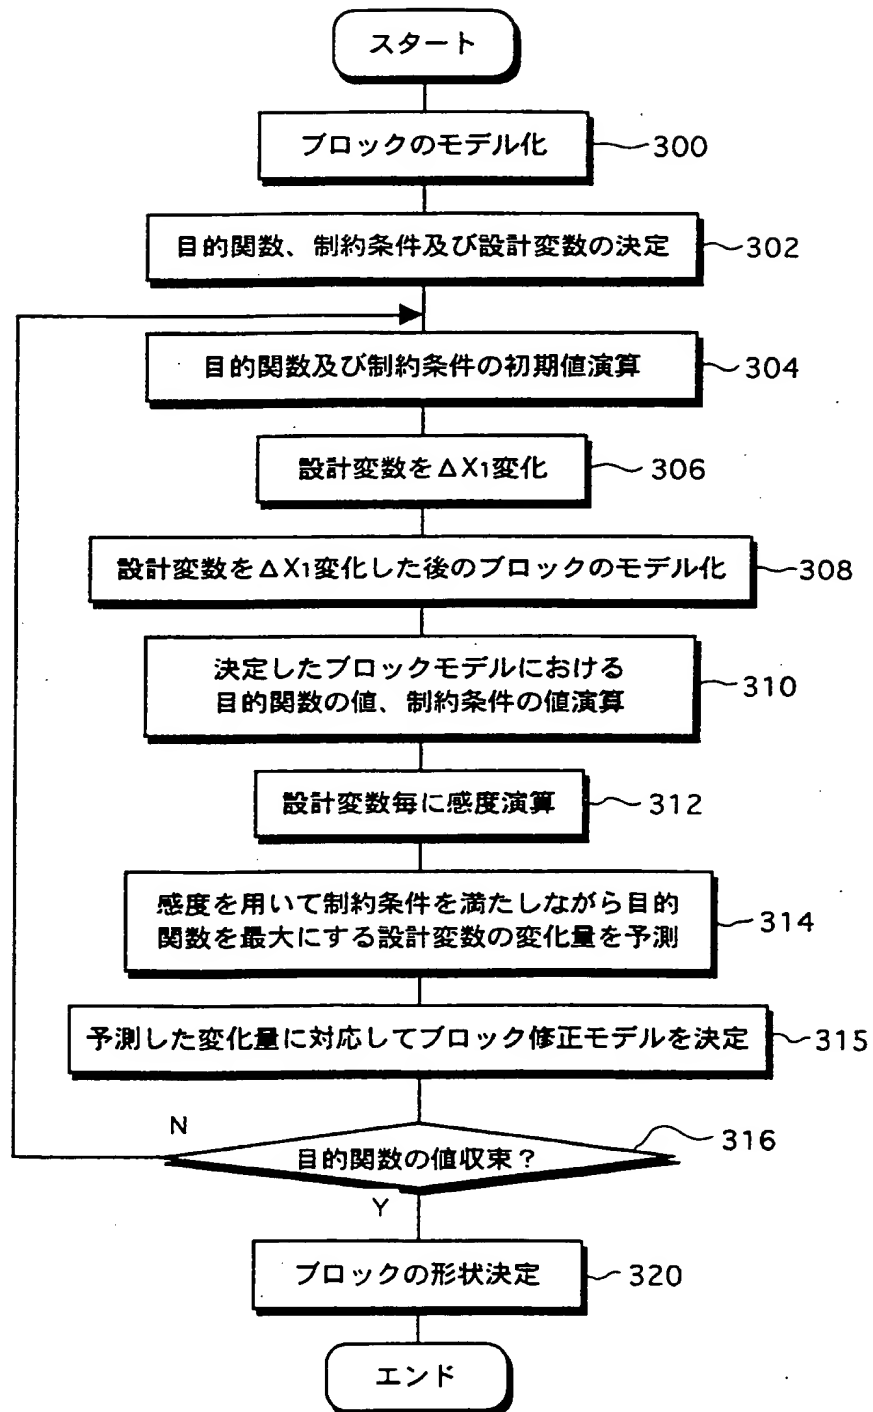 スタート
ブロックのモデル化
300
目的関数、制約条件及び設計変数の決定
302
目的関数及び制約条件の初期値演算
304
設計変数をΔX1変化
306
設計変数をΔX1変化した後のブロックのモデル化
308
決定したブロックモデルにおける
目的関数の値、制約条件の値演算
310
設計変数毎に感度演算
312
感度を用いて制約条件を満たしながら目的
関数を最大にする設計変数の変化量を予測
314
予測した変化量に対応してブロック修正モデルを決定
315
N
目的関数の値収束?
316
Y
ブロックの形状決定
320
エンド